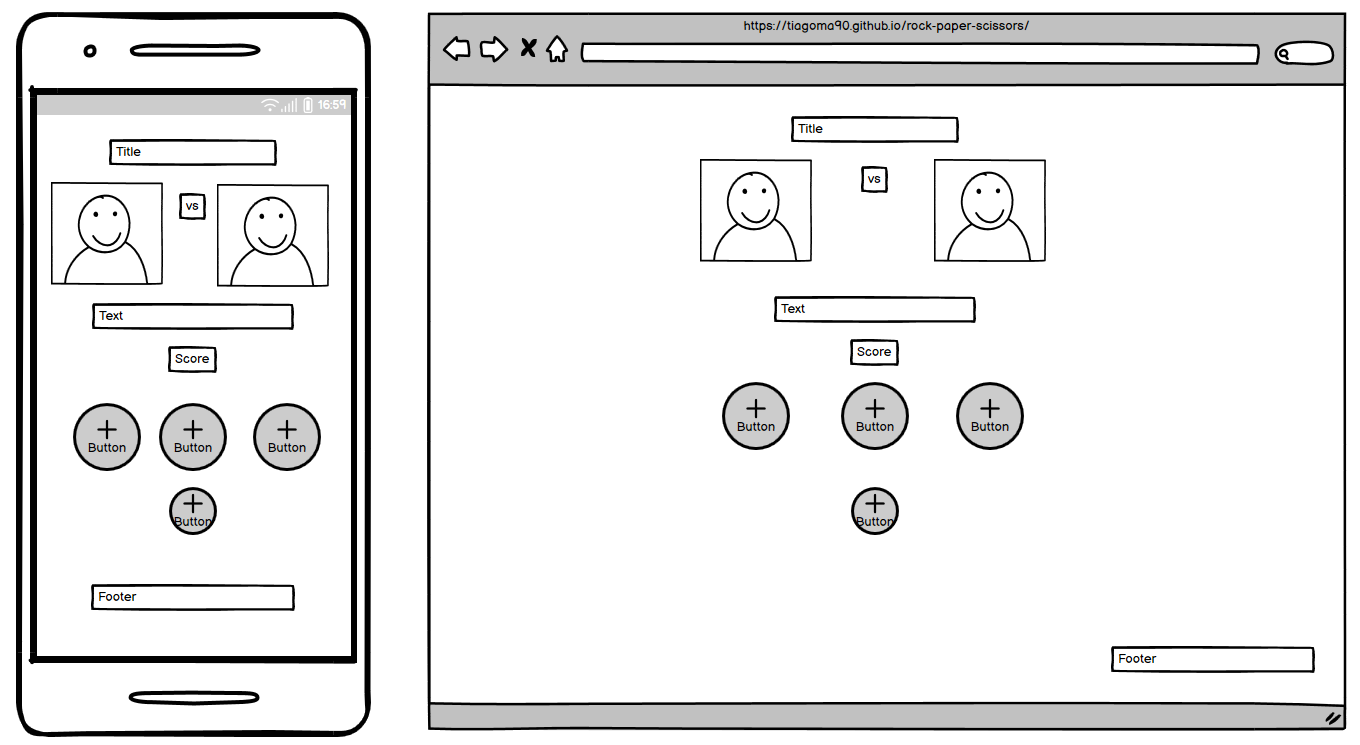 16:59
Title
vs
Text
Score
Button Button Button
Button
Footer
https://tiagoma90.github.io/rock-paper-scissors/
Title
vs
Text
Score
Button Button Button
Button
Footer